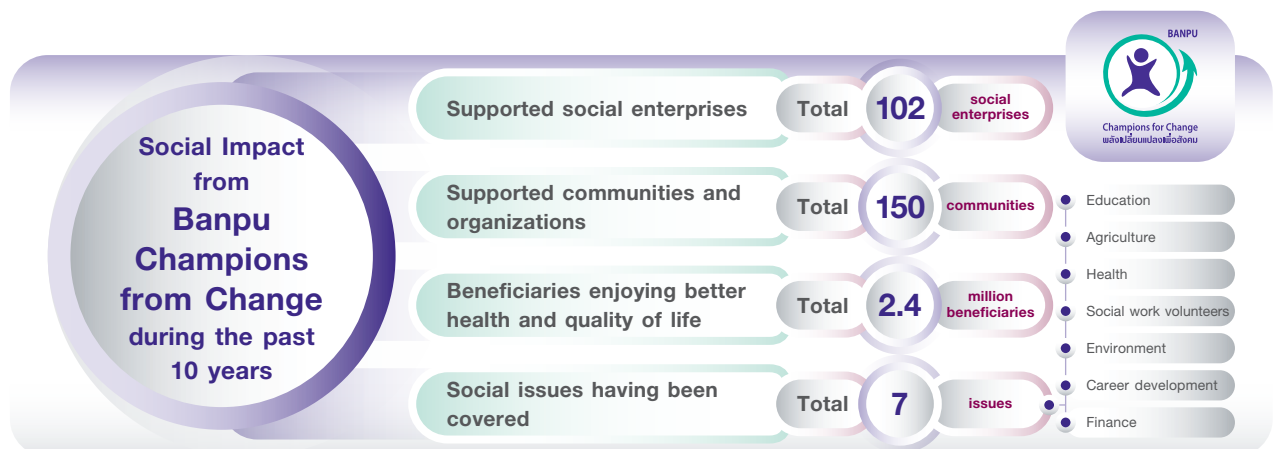 Social Impact
from
Banpu
Champions
from Change
during the past
10 years
Supported social enterprises
Total
102
social
enterprises
Supported communities and
organizations
Total
150
communities
Beneficiaries enjoying better
health and quality of life
Total
2.4
million
beneficiaries
Social issues having been
covered
Total
7
issues
BANPU
Champions for Change
พลังเปลี่ยนแปลงเพื่อสังคม
Education
Agriculture
Health
Social work volunteers
Environment
Career development
Finance